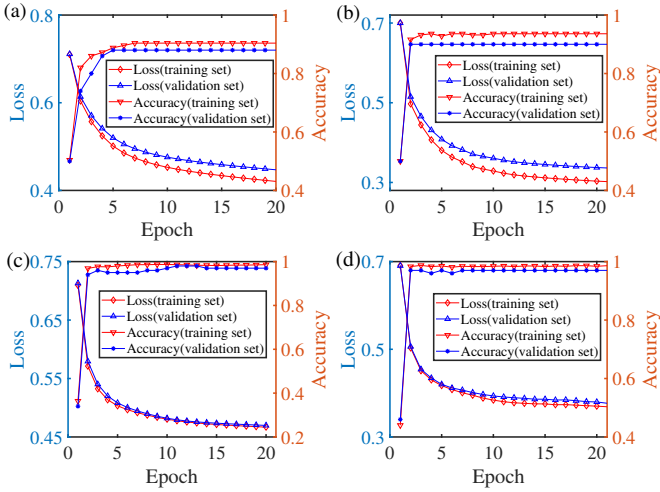 (a)
0.8
0.6
0.4
Loss
1
0.8
0.6
0.4
Accuracy
Loss(training set)
Loss(validation set)
Accuracy(training set)
Accuracy(validation set)
0 5 10 15 20
Epoch
(b)
0.7
0.5
0.3
Loss
1
0.8
0.6
0.4
Accuracy
Loss(training set)
Loss(validation set)
Accuracy(training set)
Accuracy(validation set)
0 5 10 15 20
Epoch
(c)
0.75
0.65
0.55
0.45
Loss
1
0.8
0.6
0.4
0.2
Accuracy
Loss(training set)
Loss(validation set)
Accuracy(training set)
Accuracy(validation set)
0 5 10 15 20
Epoch
(d)
0.7
0.5
0.3
Loss
1
0.8
0.6
0.4
Accuracy
Loss(training set)
Loss(validation set)
Accuracy(training set)
Accuracy(validation set)
0 5 10 15 20
Epoch